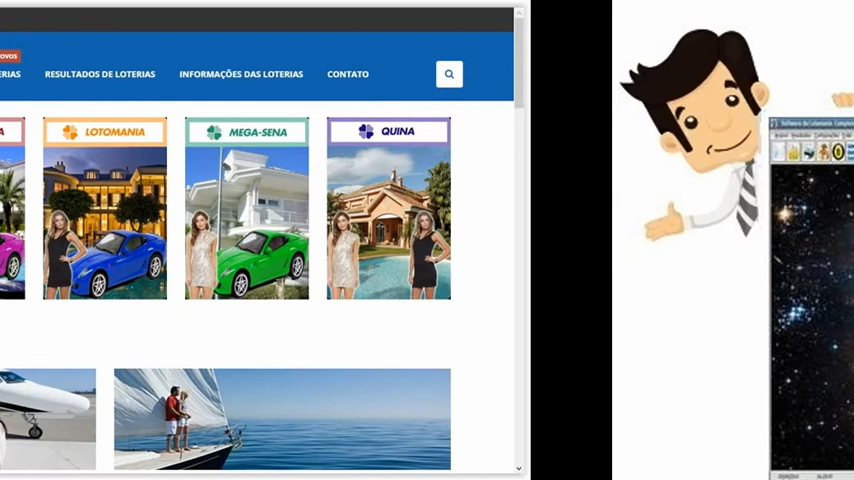 OVOS
ERIAS RESULTADOS DE LOTERIAS INFORMAÇÕES DAS LOTERIAS CONTATO
A LOTOMANIA MEGA-SENA QUINA